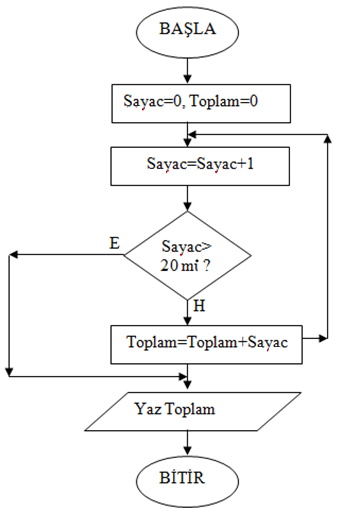 BAŞLA
Sayac=0, Toplam=0
Sayac=Sayac+1
E
Sayac>
20 mi ?
H
Toplam=Toplam+Sayac
Yaz Toplam
BİTİR